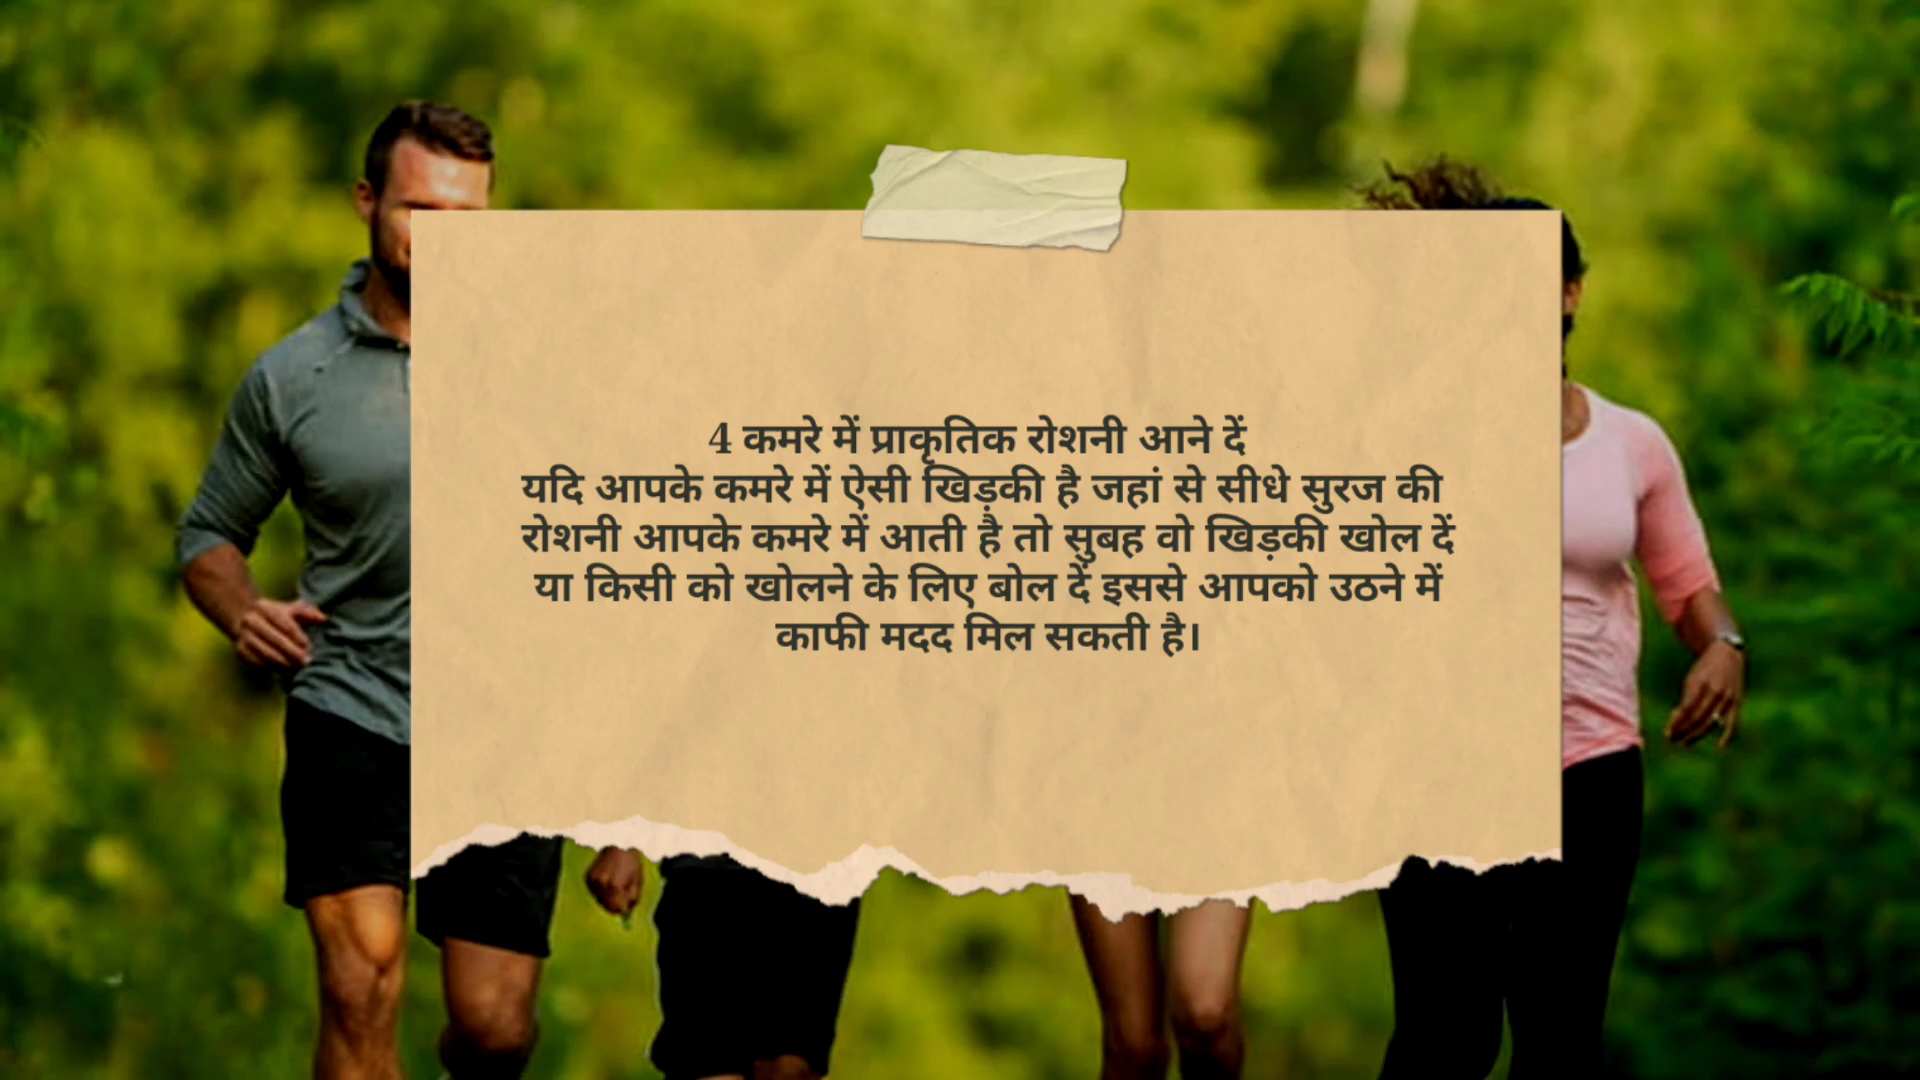 4 कमरे में प्राकृतिक रोशनी आने दें
यदि आपके कमरे में ऐसी खिड़की है जहां से सीधे सुरज की
रोशनी आपके कमरे में आती है तो सुबह वो खिड़की खोल दें
या किसी को खोलने के लिए बोल दें इससे आपको उठने में
काफी मदद मिल सकती है।